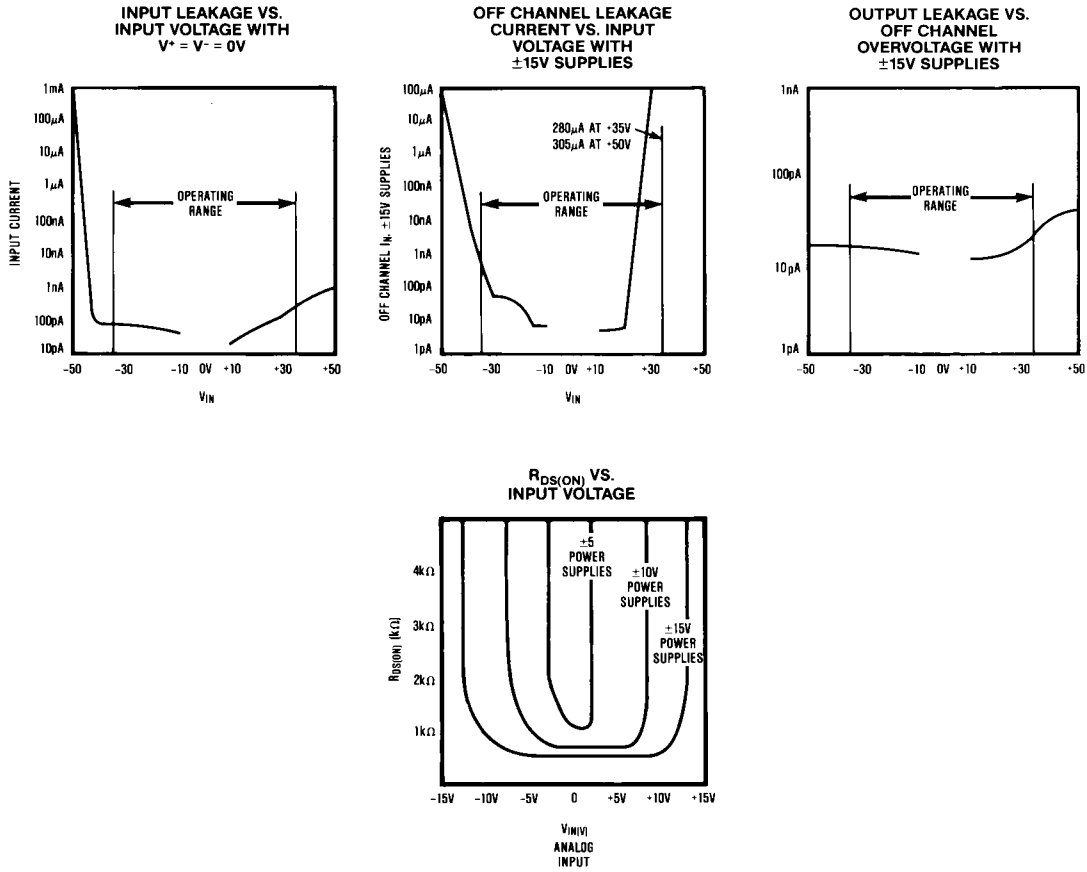 INPUT LEAKAGE VS.
INPUT VOLTAGE WITH
V+ = V- = 0V
1mA
100μA
10μA
1μA
100nA
10nA
1nA
100pA
10pA
INPUT CURRENT
OPERATING
RANGE
-50 -30 -10 0V +10 +30 +50
VIN
OFF CHANNEL LEAKAGE
CURRENT VS. INPUT
VOLTAGE WITH
±15V SUPPLIES
100μA
10μA
1μA
100nA
10nA
1nA
100pA
10pA
1pA
OFF CHANNEL IN, ±15V SUPPLIES
280μA AT +35V
305μA AT +50V
OPERATING
RANGE
-50 -30 -10 0V +10 +30 +50
VIN
OUTPUT LEAKAGE VS.
OFF CHANNEL
OVERVOLTAGE WITH
±15V SUPPLIES
1nA
100pA
10pA
1pA
OPERATING
RANGE
-50 -30 -10 0V +10 +30 +50
RDS(ON) VS.
INPUT VOLTAGE
4kΩ
3kΩ
2kΩ
1kΩ
RDS(ON) (kΩ)
±5
POWER
SUPPLIES
±10V
POWER
SUPPLIES
±15V
POWER
SUPPLIES
-15V -10V -5V 0 +5V +10V +15V
VIN(V)
ANALOG
INPUT